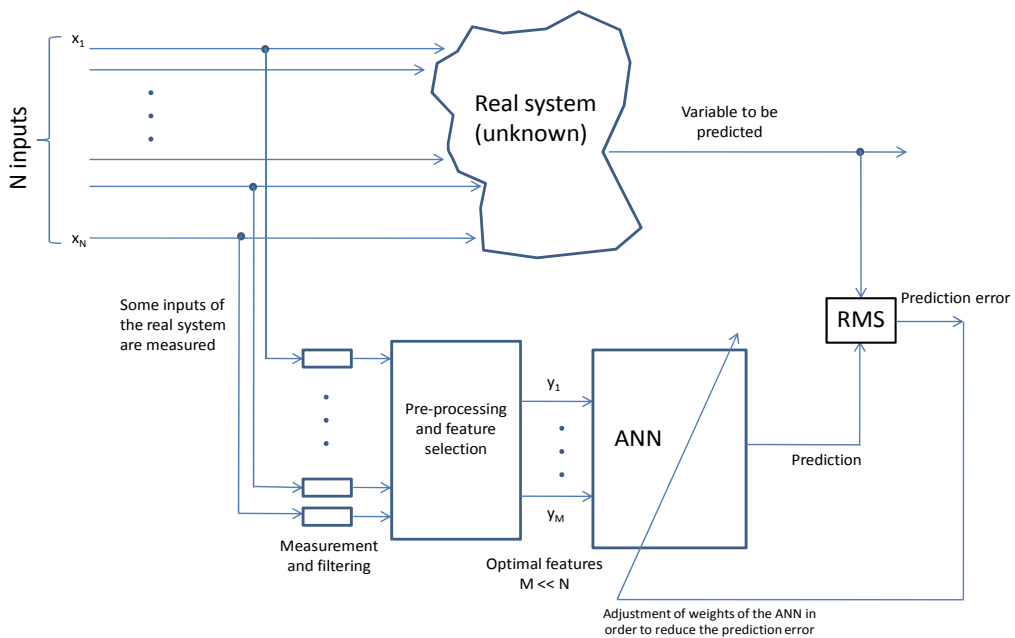 x1
N inputs
xN
Real system
(unknown)
Variable to be
predicted
Some inputs of
the real system
are measured
Prediction error
RMS
Pre-processing
and feature
selection
y1
ANN
yM
Prediction
Measurement
and filtering
Optimal features
M << N
Adjustment of weights of the ANN in
order to reduce the prediction error